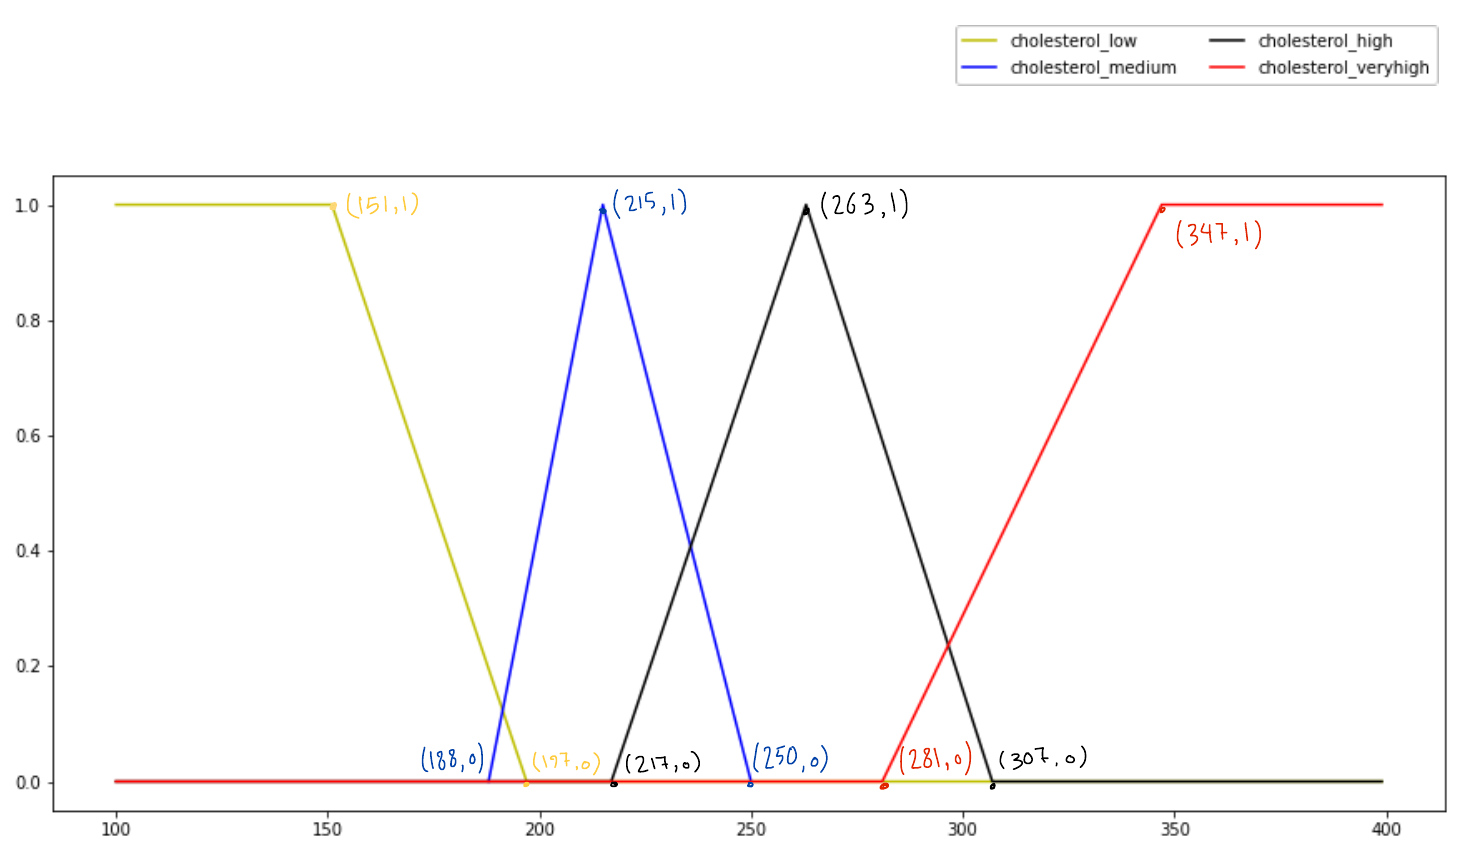 cholesterol_low cholesterol_high
cholesterol_medium cholesterol_veryhigh
1.0 (151,1) (215,1) (263,1)
(347,1)
0.8
0.6
0.4
0.2
(188,0) (197,0) (217,0) (250,0) (281,0) (307,0)
0.0
100 150 200 250 300 350 400